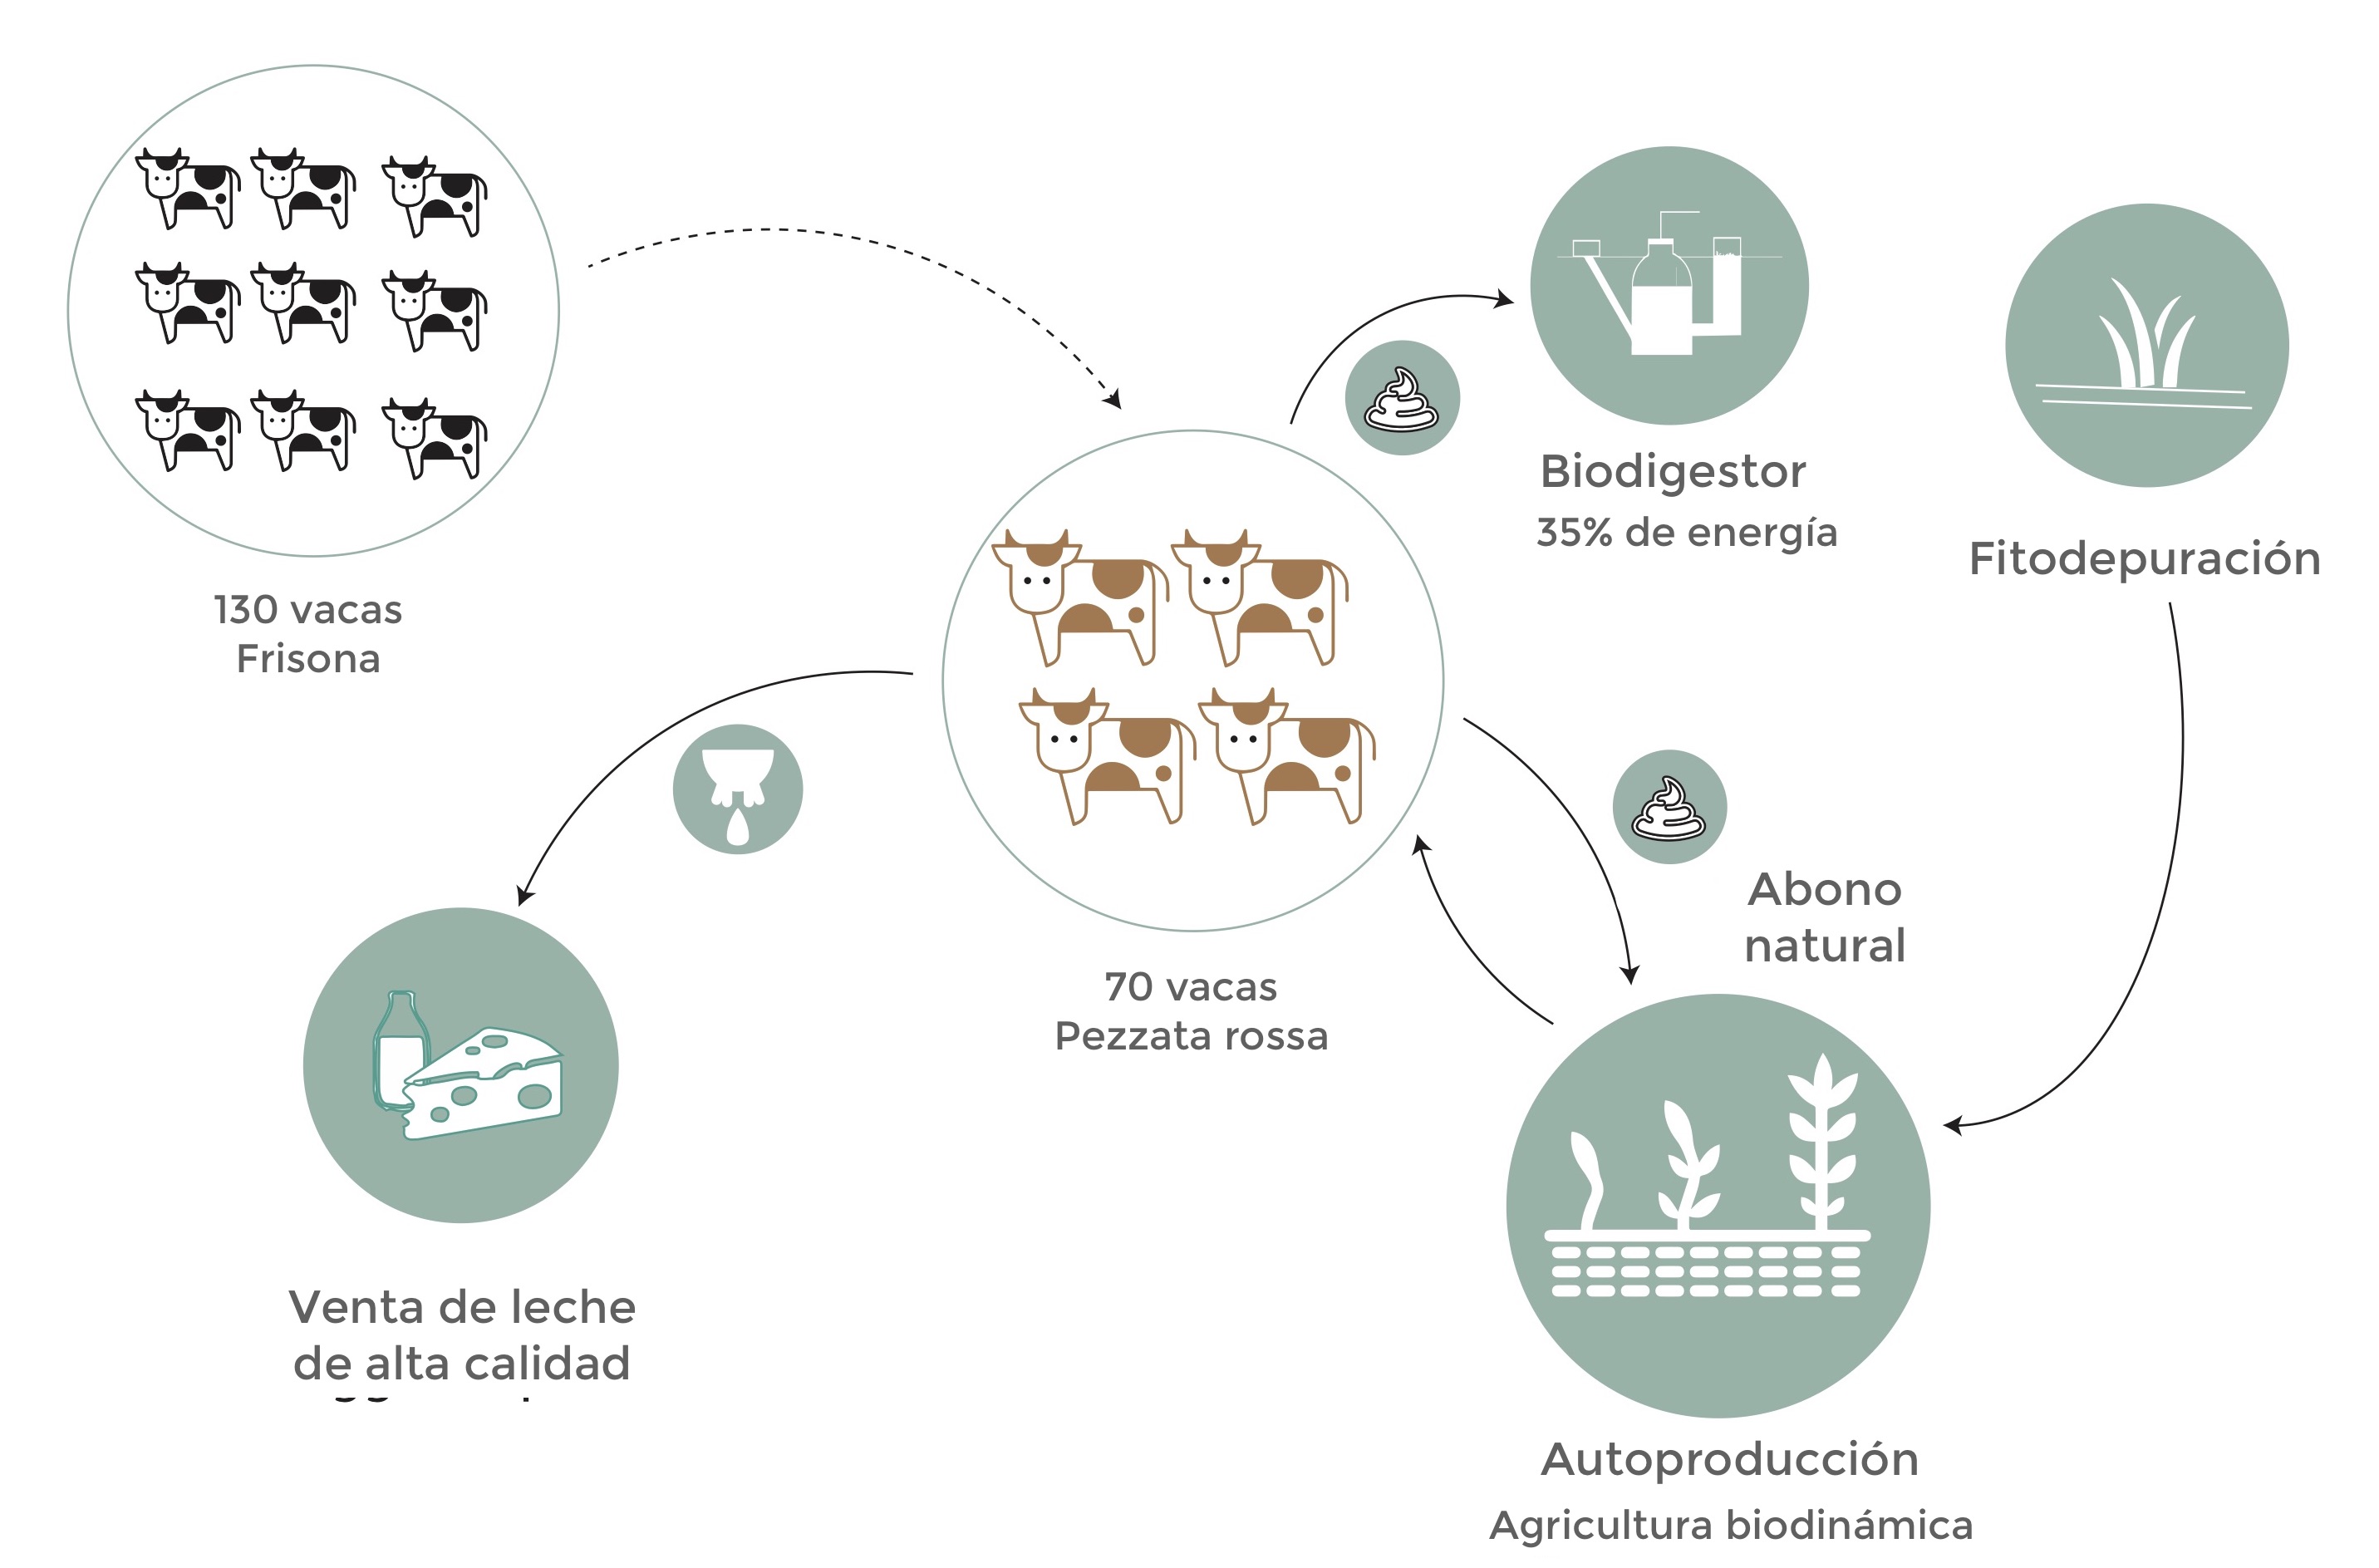 130 vacas
Frisona
Biodigestor
35% de energía
Fitodepuración
70 vacas
Pezzata rossa
Abono
natural
Venta de leche
de alta calidad
Autoproducción
Agricultura biodinámica